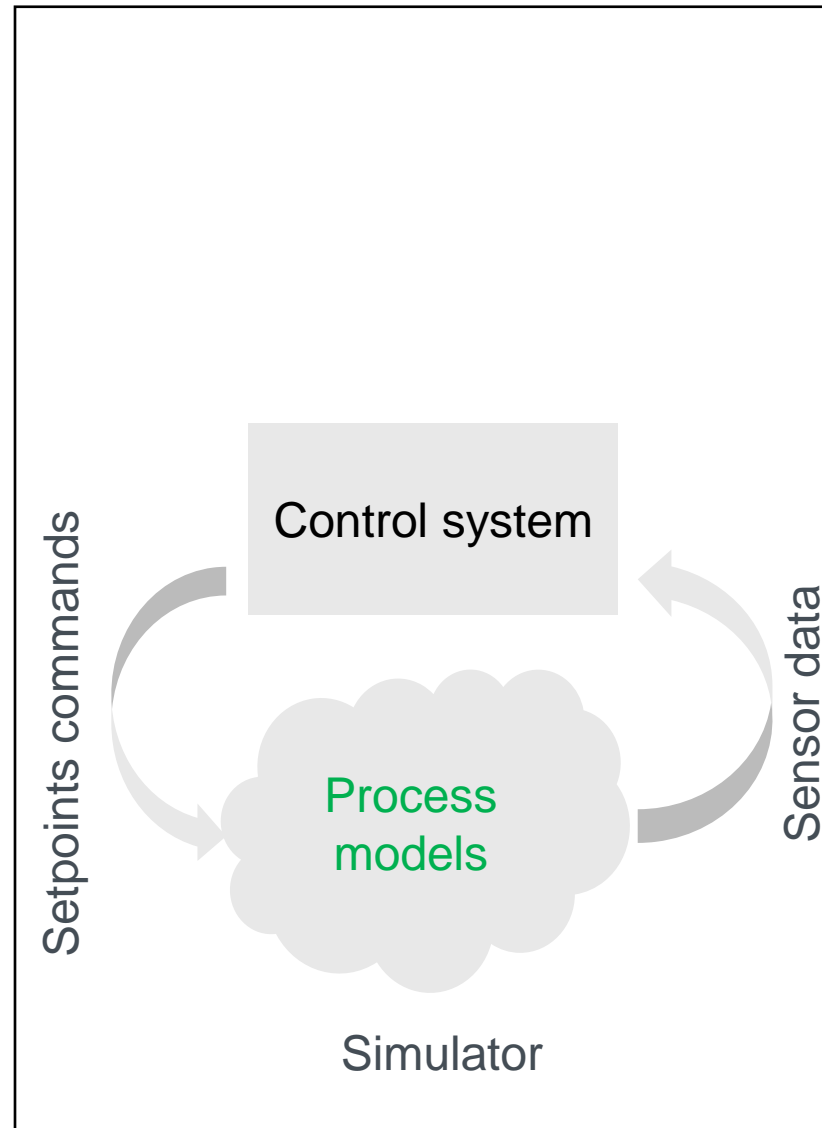 Control system
Setpoints commands
Sensor data
Process
models
Simulator